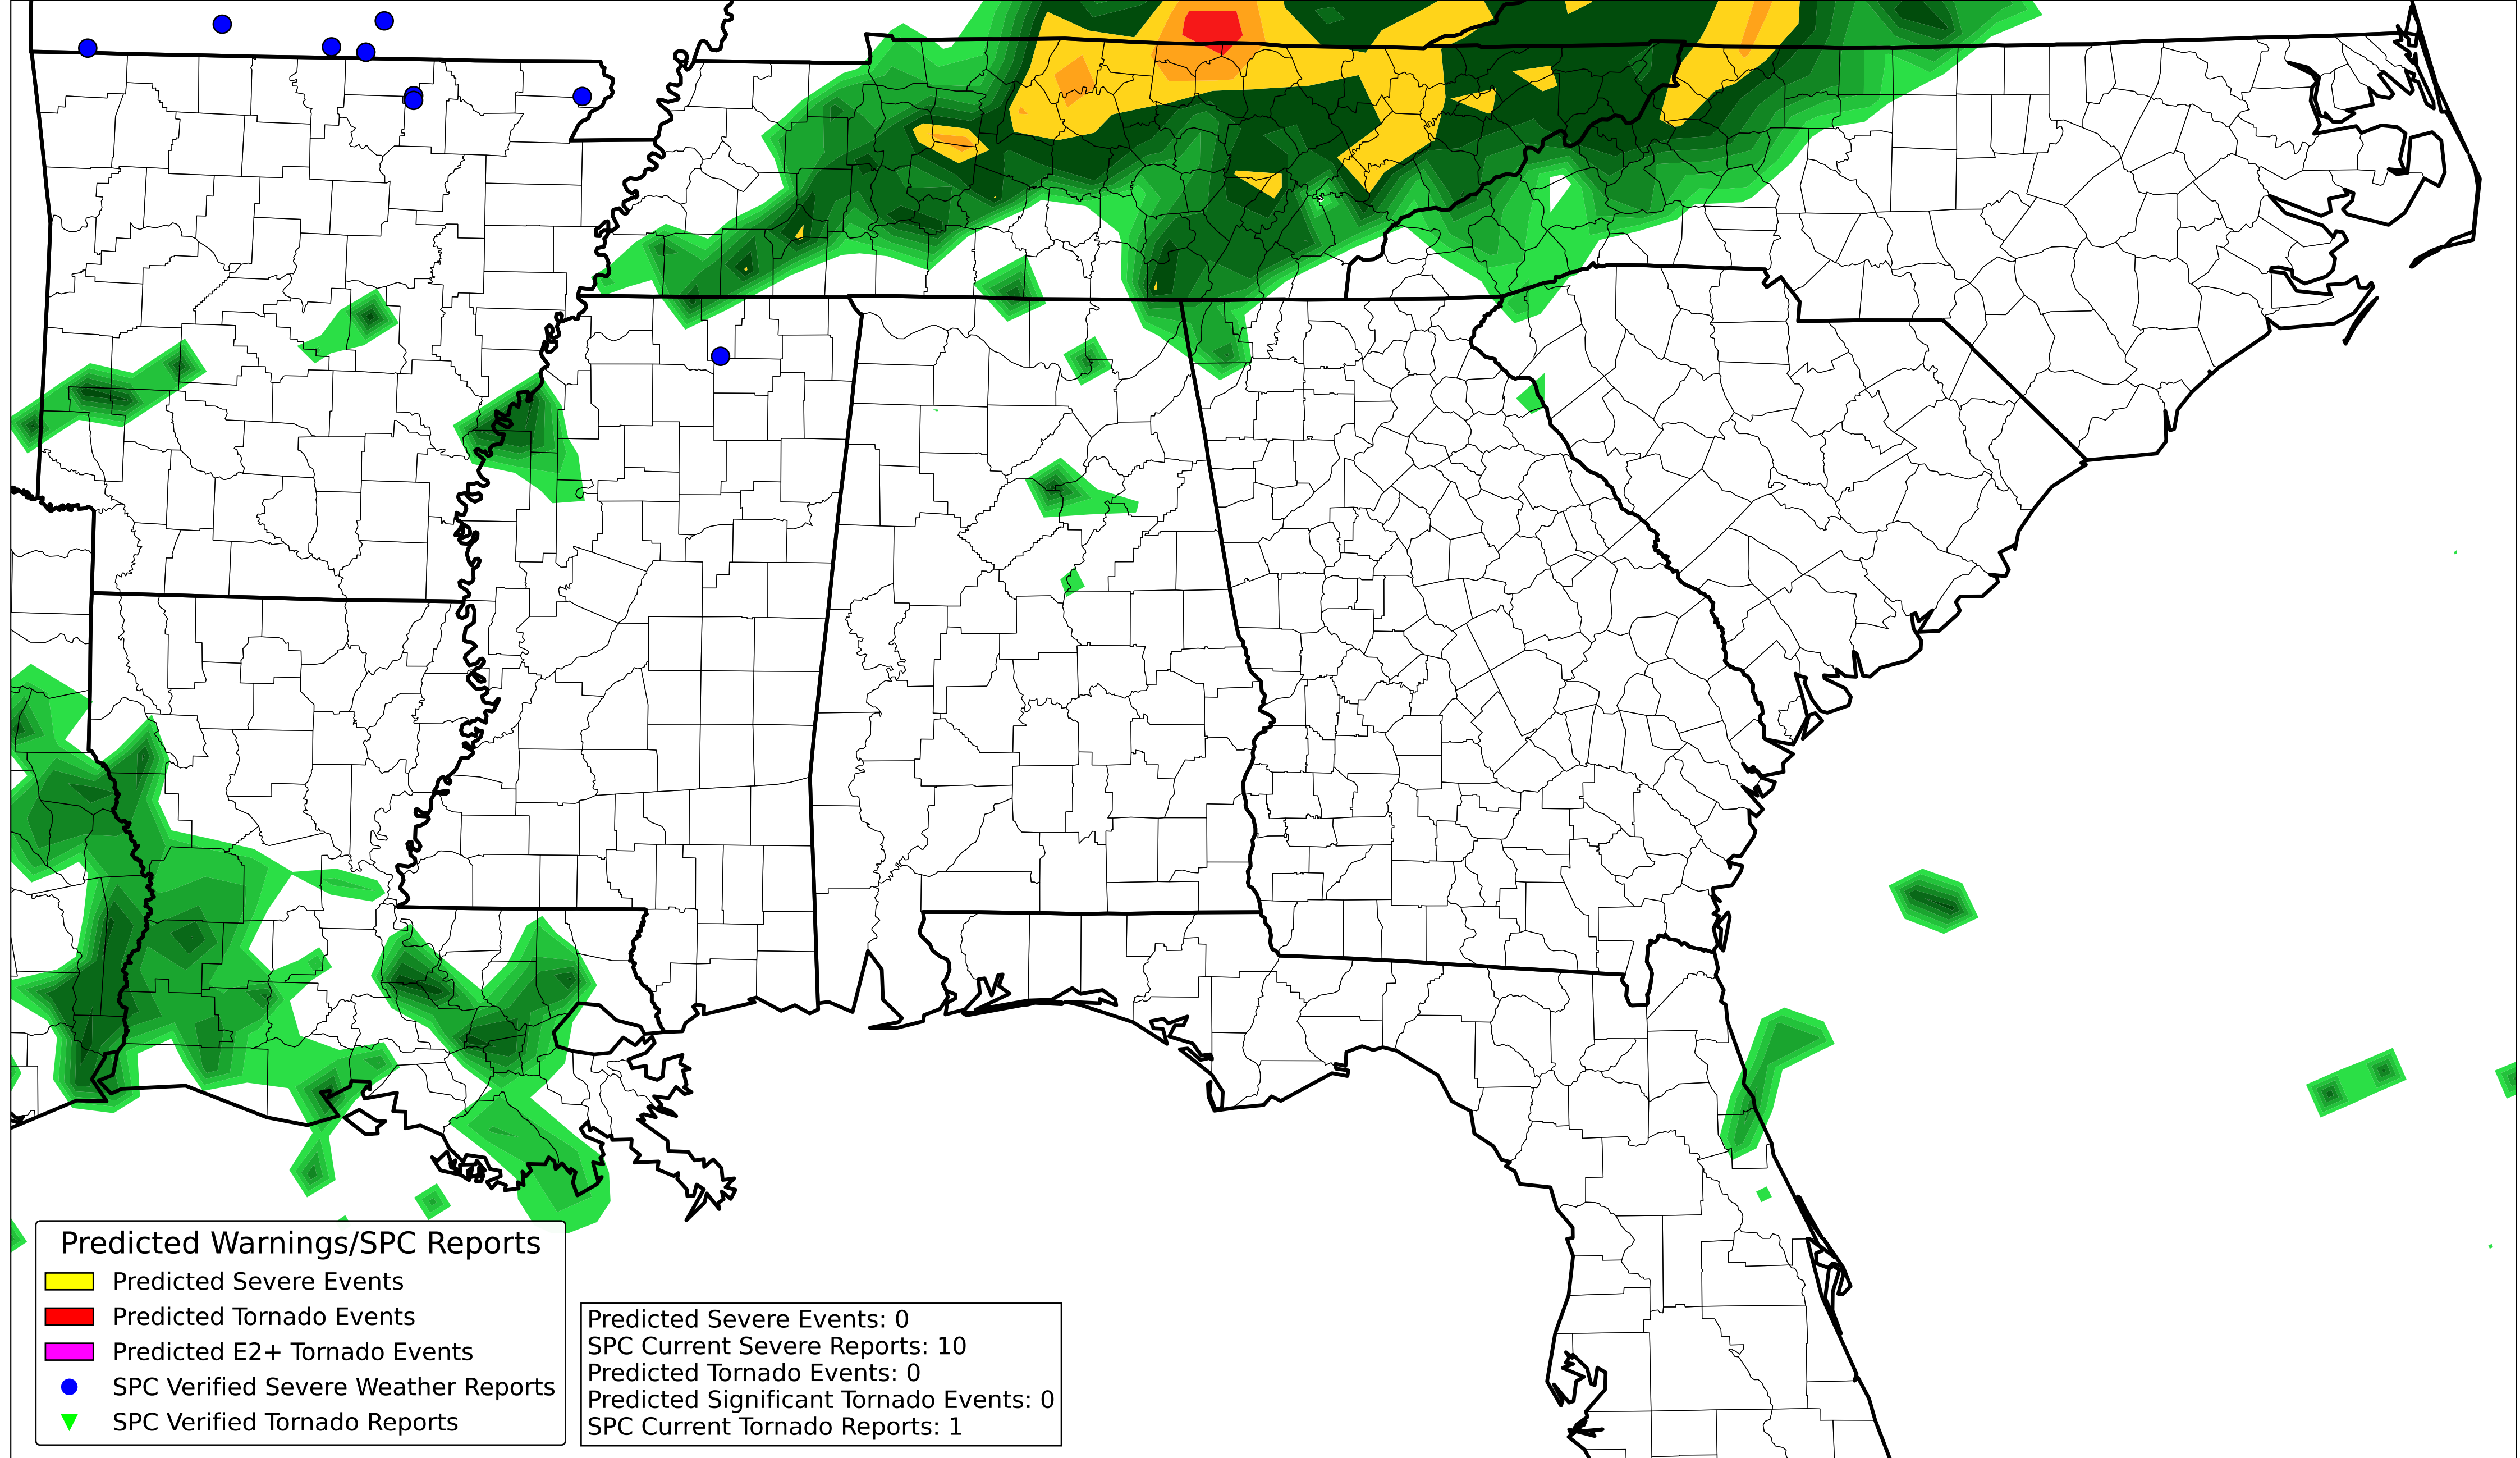 Predicted Warnings/SPC Reports
Predicted Severe Events
Predicted Tornado Events
Predicted E2+ Tornado Events
SPC Verified Severe Weather Reports
SPC Verified Tornado Reports
Predicted Severe Events: 0
SPC Current Severe Reports: 10
Predicted Tornado Events: 0
Predicted Significant Tornado Events: 0
SPC Current Tornado Reports: 1